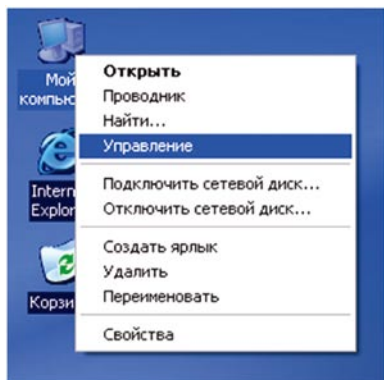 Мой
Открыть
Проводник
Найти...
Управление
Подключить сетевой диск...
Отключить сетевой диск...
Создать ярлык
Удалить
Переименовать
Свойства